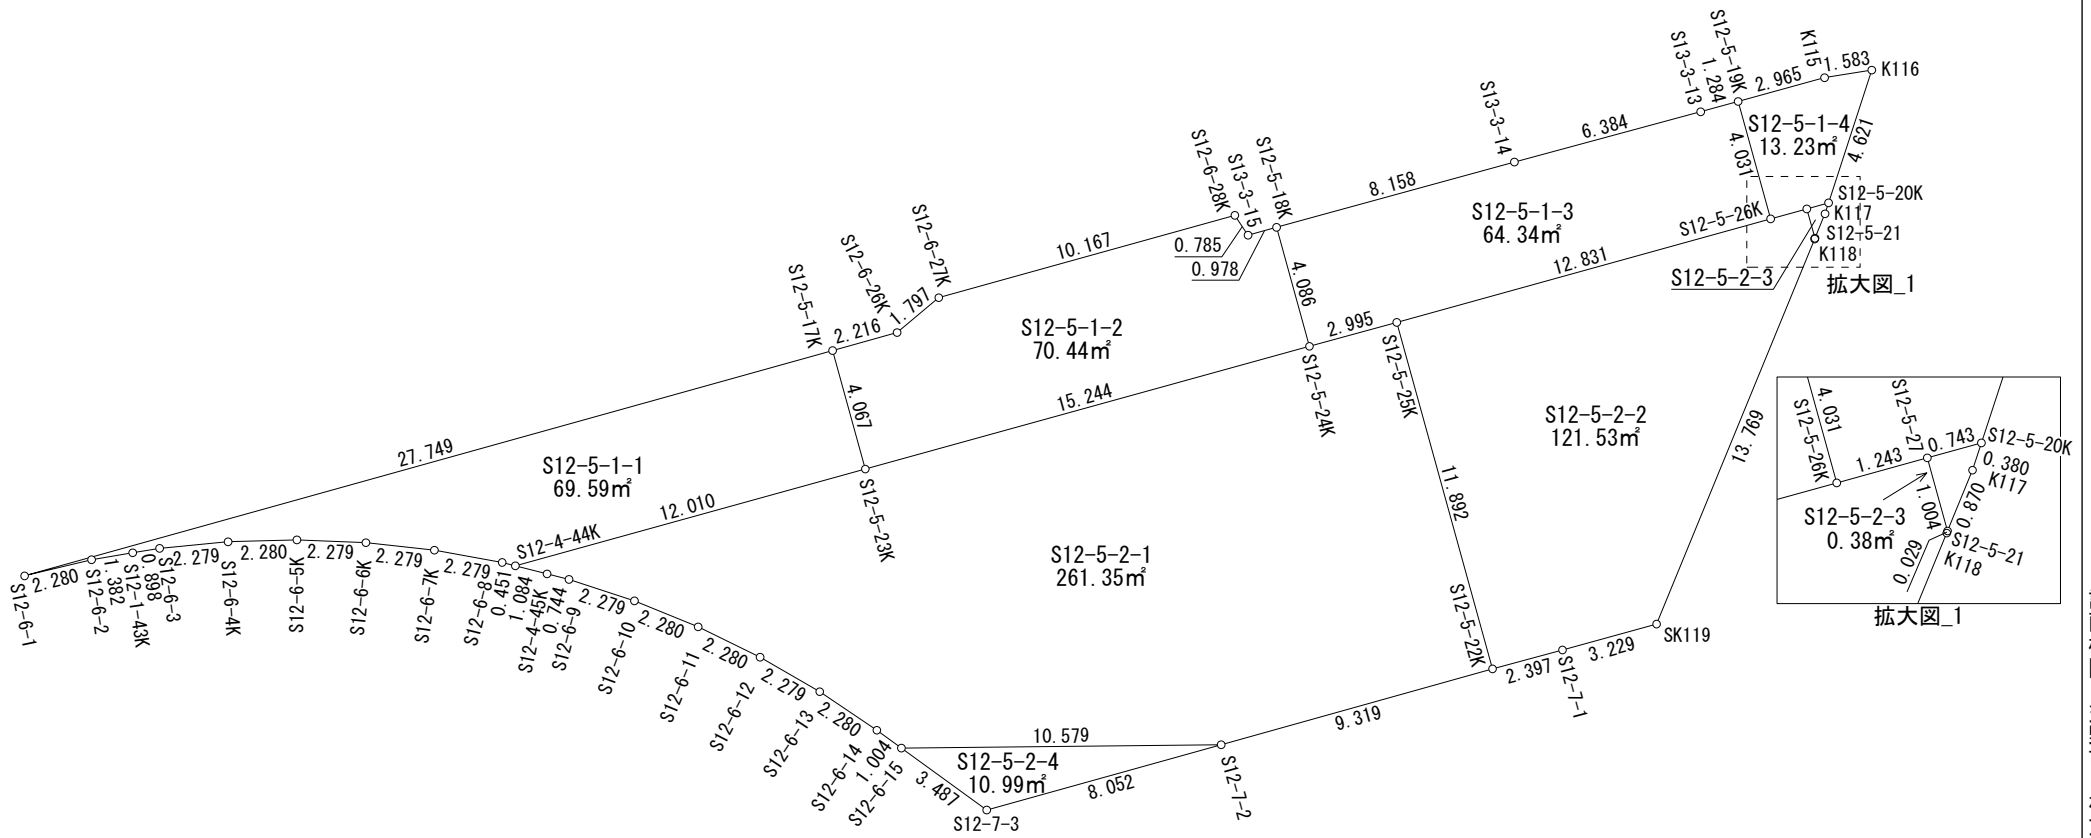 S12-5-19K
K115
1.583
K116
S13-3-13
1.284
2.965
S13-3-14
6.384
S12-5-1-4
13.23㎡
4.621
4.031
S12-6-28K
S13-3-15
S12-5-18K
8.158
S12-5-1-3
64.34㎡
S12-5-26K
S12-5-20K
K117
S12-5-21
K118
S12-5-2-3
拡大図_1
S12-6-27K
10.167
0.785
0.978
4.086
12.831
S12-6-26K
1.797
S12-5-17K
2.216
S12-5-1-2
70.44㎡
2.995
S12-5-25K
S12-5-24K
4.067
15.244
27.749
S12-5-1-1
69.59㎡
12.010
S12-5-23K
S12-5-2-2
121.53㎡
13.769
11.892
4.031
S12-5-26K
S12-5-27
0.743
S12-5-20K
1.243
0.380
K117
1.004
0.870
S12-5-2-3
0.38㎡
S12-5-21
K118
0.029
拡大図_1
S12-4-44K
S12-5-2-1
261.35㎡
S12-6-1
2.280
S12-6-2
1.382
S12-1-43K
0.898
S12-6-3
2.279
S12-6-4K
2.280
S12-6-5K
2.279
S12-6-6K
2.279
S12-6-7K
2.279
S12-6-8
0.451
1.084
S12-4-45K
0.744
S12-6-9
2.279
S12-6-10
2.280
S12-6-11
2.280
S12-6-12
2.279
S12-6-13
2.280
S12-6-14
1.004
S12-6-15
S12-5-22K
2.397
S12-7-1
3.229
SK119
9.319
10.579
S12-5-2-4
10.99㎡
3.487
8.052
S12-7-2
S12-7-3